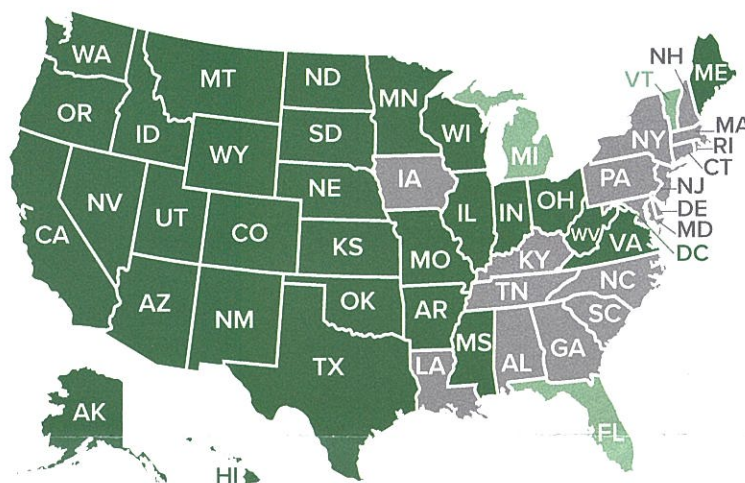 WA
MT
ND
MN
OR
ID
SD
WI
WY
MI
VT
NH
ME
NY
MA
RI
CT
IA
NE
PA
NJ
NV
UT
CO
IL
IN
OH
DE
MD
DC
CA
KS
MO
WV
VA
KY
AZ
NM
OK
AR
TN
NC
SC
TX
LA
MS
AL
GA
AK
HI
FL